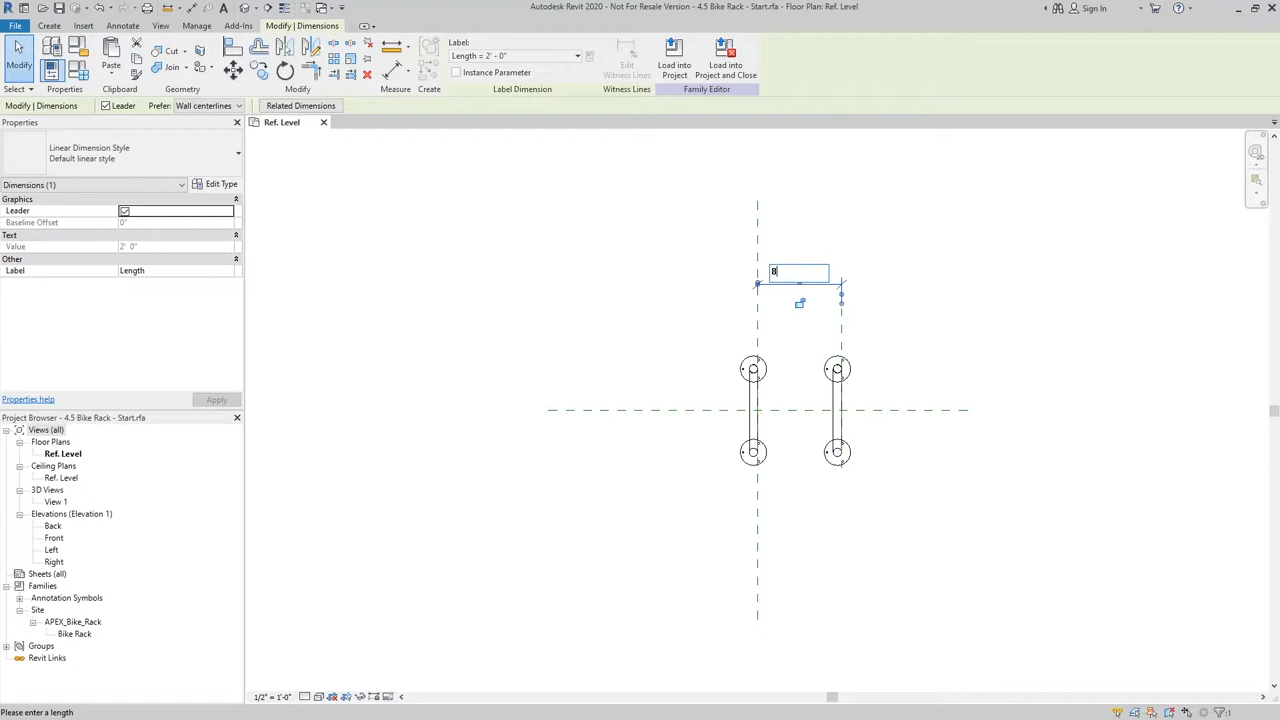 Autodesk Revit 2020 - Not For Resale Version - 4.5 Bike Rack - Start.rfa - Floor Plan: Ref. Level
Sign In
File
Create
Insert
Annotate
View
Manage
Add-Ins
Modify | Dimensions
Modify
Paste
Cut
Join
Label:
Length = 2' - 0"
Instance Parameter
Edit
Witness Lines
Load into
Project
Load into
Project and Close
Select
Properties
Clipboard
Geometry
Modify
Measure
Create
Label Dimension
Witness Lines
Family Editor
Modify | Dimensions
Leader
Prefer:
Wall centerlines
Related Dimensions
Properties
Linear Dimension Style
Default linear style
Dimensions (1)
Edit Type
Graphics
Leader
Baseline Offset
0"
Text
Value
2' 0"
Other
Label
Length
Properties help
Apply
Project Browser - 4.5 Bike Rack - Start.rfa
Views (all)
Floor Plans
Ref. Level
Ceiling Plans
Ref. Level
3D Views
View 1
Elevations (Elevation 1)
Back
Front
Left
Right
Sheets (all)
Families
Annotation Symbols
Site
APEX_Bike_Rack
Bike Rack
Groups
Revit Links
Ref. Level
8
1/2" = 1'-0"
Please enter a length
:1